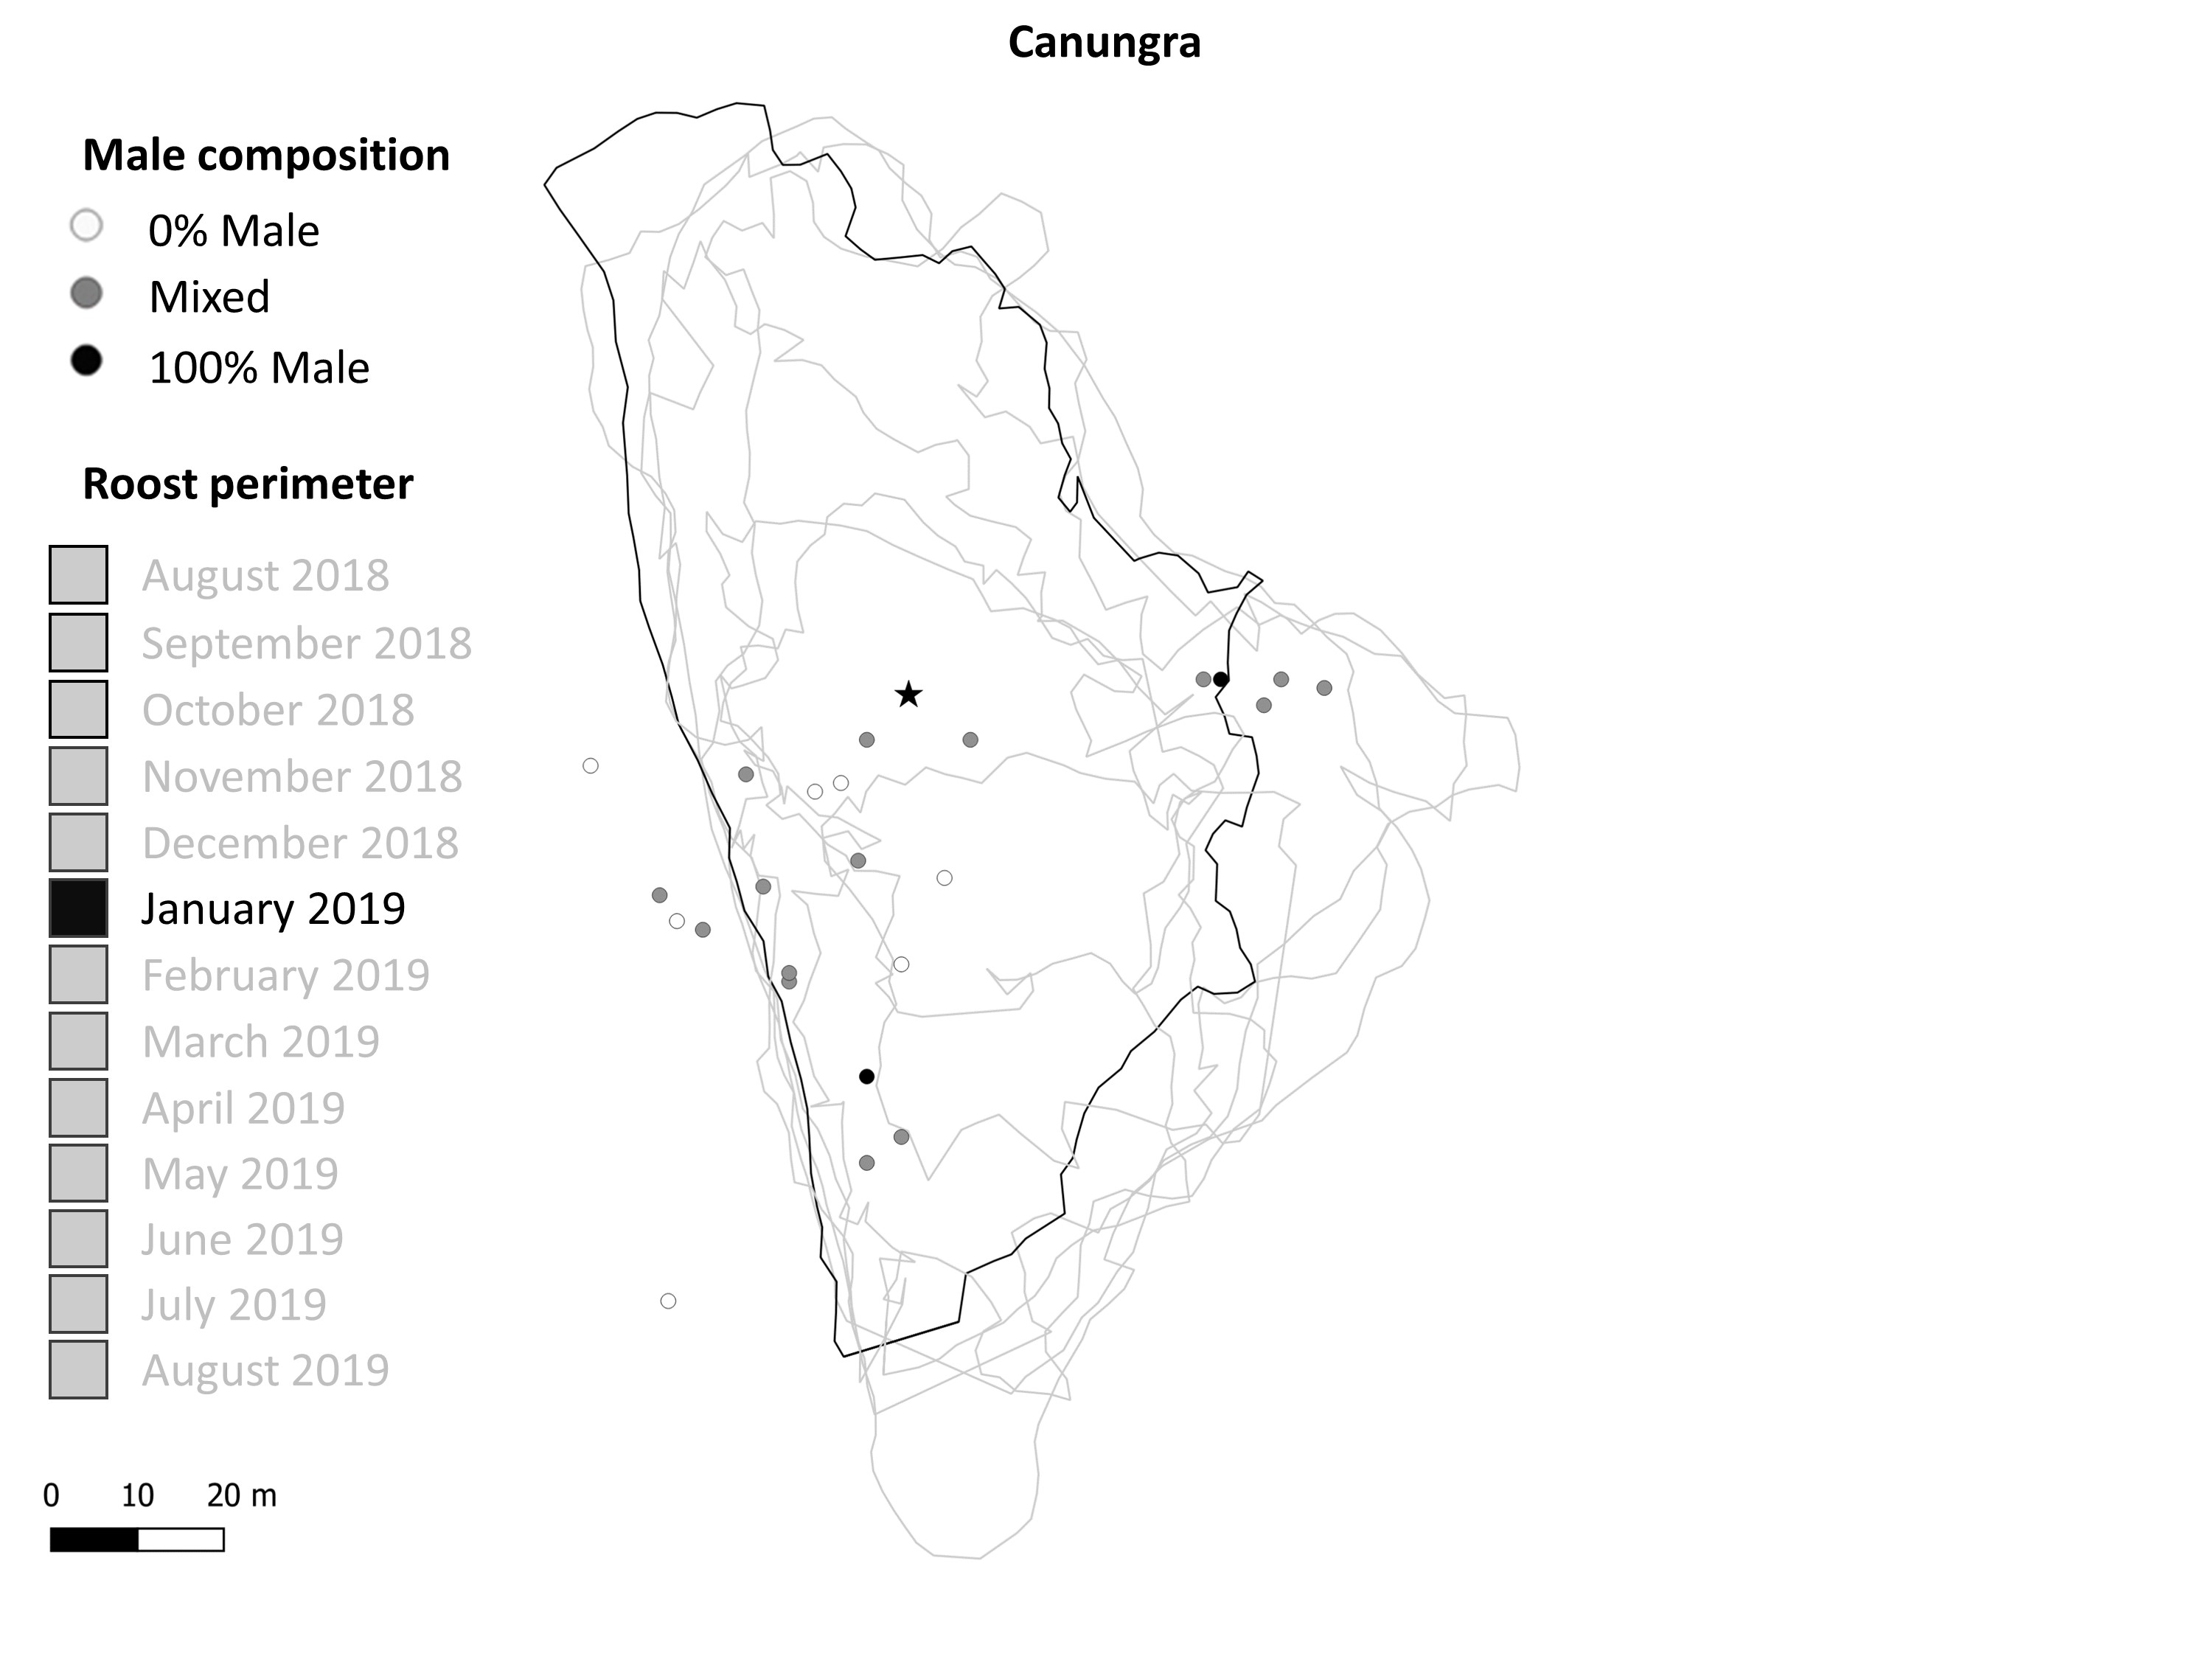 Canungra
Male composition
0% Male
Mixed
100% Male
Roost perimeter
August 2018
September 2018
October 2018
November 2018
December 2018
January 2019
February 2019
March 2019
April 2019
May 2019
June 2019
July 2019
August 2019
0 10 20 m